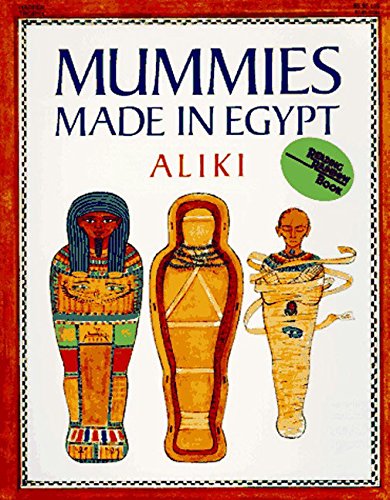 MUMMIES
MADE IN EGYPT
ALIKI
READING
RAINBOW
BOOK